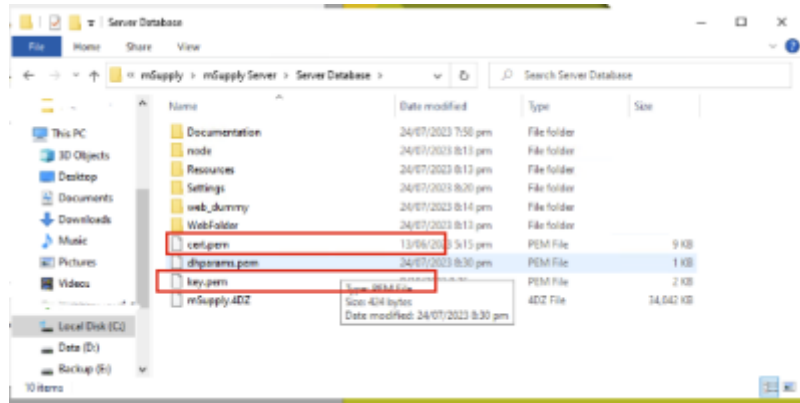 Server Database
File Home Share View
« mSupply > mSupply Server > Server Database >
Search Server Database
Name Date modified Type Size
This PC
3D Objects
Desktop
Documents
Downloads
Music
Pictures
Videos
Local Disk (C:)
Data (D:)
Backup (E:)
Documentation 24/07/2023 7:50 pm File folder
node 24/07/2023 8:13 pm File folder
Resources 24/07/2023 8:13 pm File folder
Settings 24/07/2023 8:20 pm File folder
web_dummy 24/07/2023 8:14 pm File folder
WebFolder 24/07/2023 8:13 pm File folder
cert.pem 13/06/2023 5:15 pm PEM File 9 KB
dhparams.pem 24/07/2023 8:30 pm PEM File 1 KB
key.pem PEM File 2 KB
mSupply.4DZ 4DZ File 34,042 KB
Type: PEM File
Size: 424 bytes
Date modified: 24/07/2023 8:30 pm
10 items